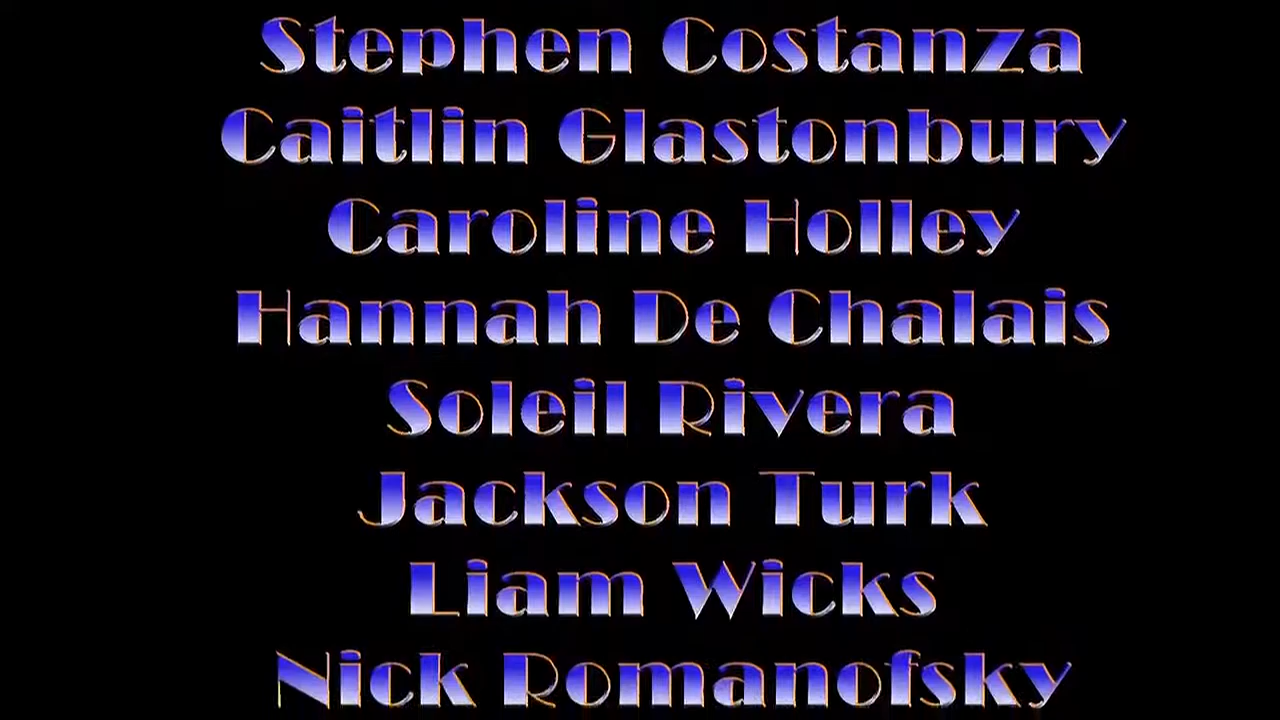 Stephen Costanza
Caitlin Glastonbury
Caroline Holley
Hannah De Chalais
Soleil Rivera
Jackson Turk
Liam Wicks
Nick Romanofsky